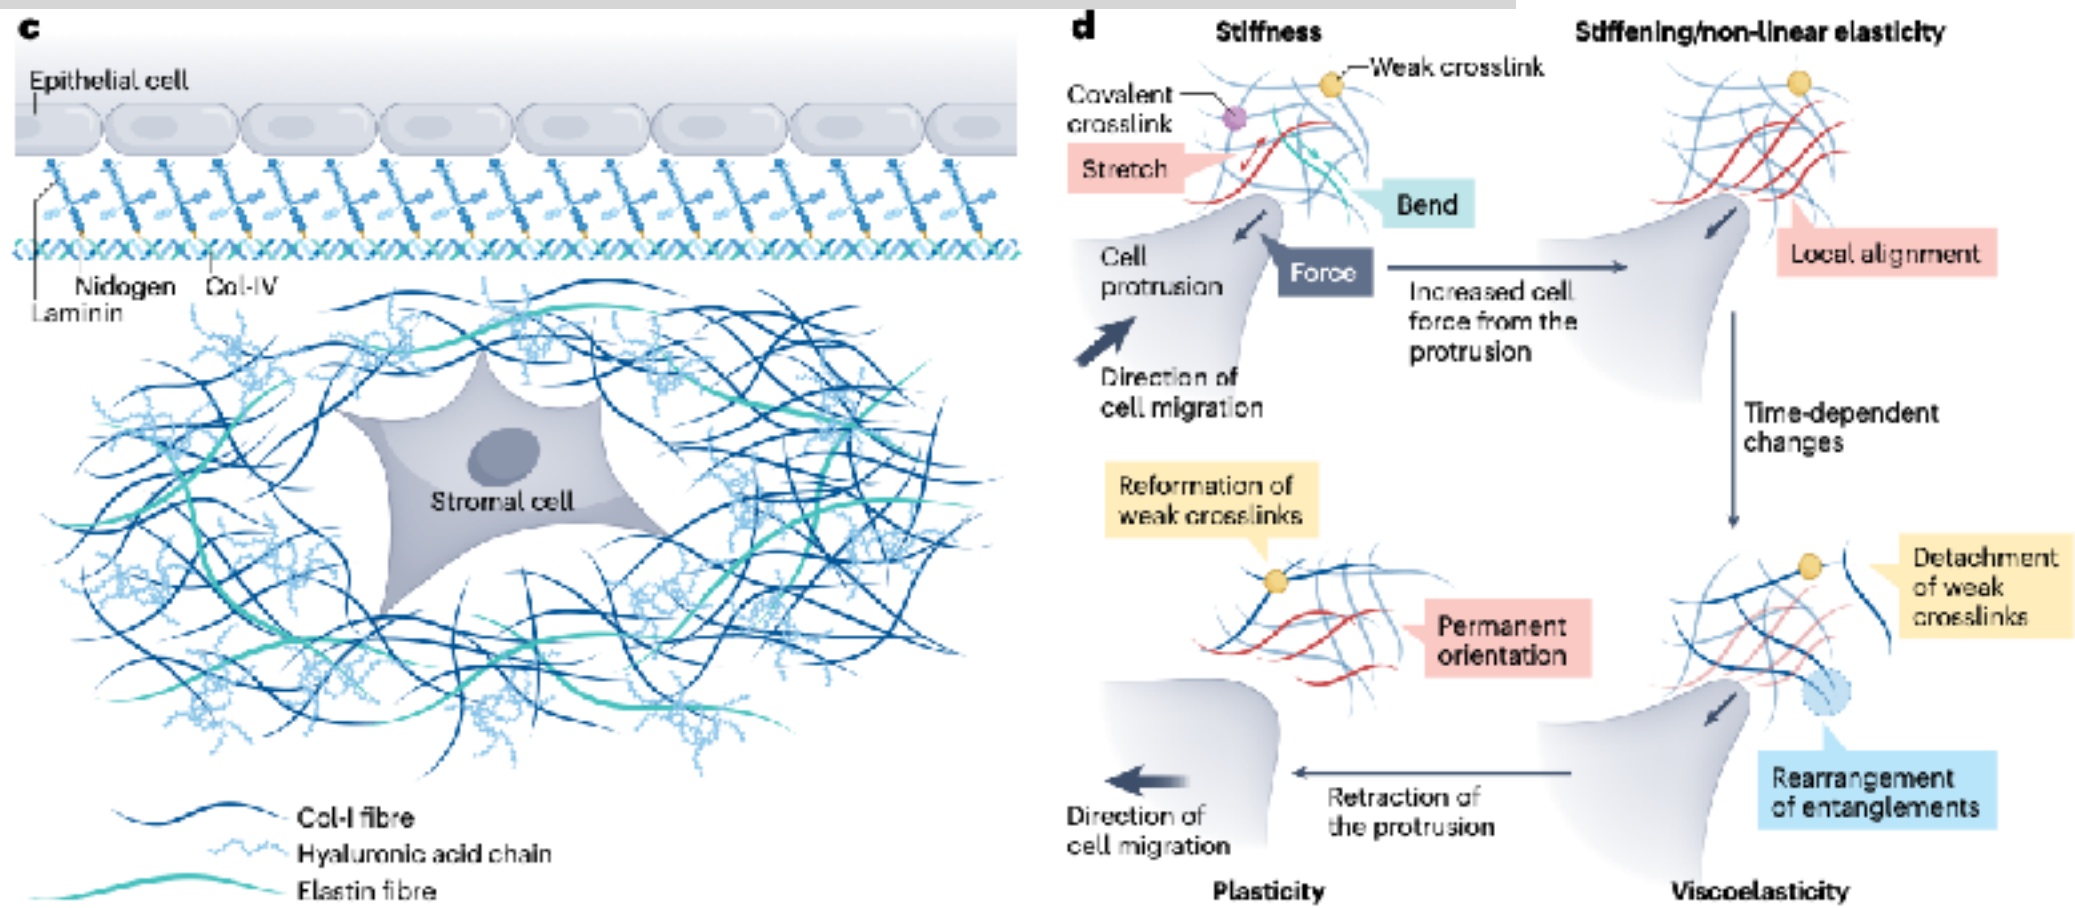 c
Epithelial cell
Nidogen
Col-IV
Laminin
Stromal cell
Col-I fibre
Hyaluronic acid chain
Elastin fibre
d
Stiffness
Stiffening/non-linear elasticity
Weak crosslink
Covalent
crosslink
Stretch
Bend
Cell
protrusion
Force
Local alignment
Increased cell
force from the
protrusion
Direction of
cell migration
Time-dependent
changes
Reformation of
weak crosslinks
Detachment
of weak
crosslinks
Permanent
orientation
Rearrangement
of entanglements
Retraction of
the protrusion
Direction of
cell migration
Plasticity
Viscoelasticity